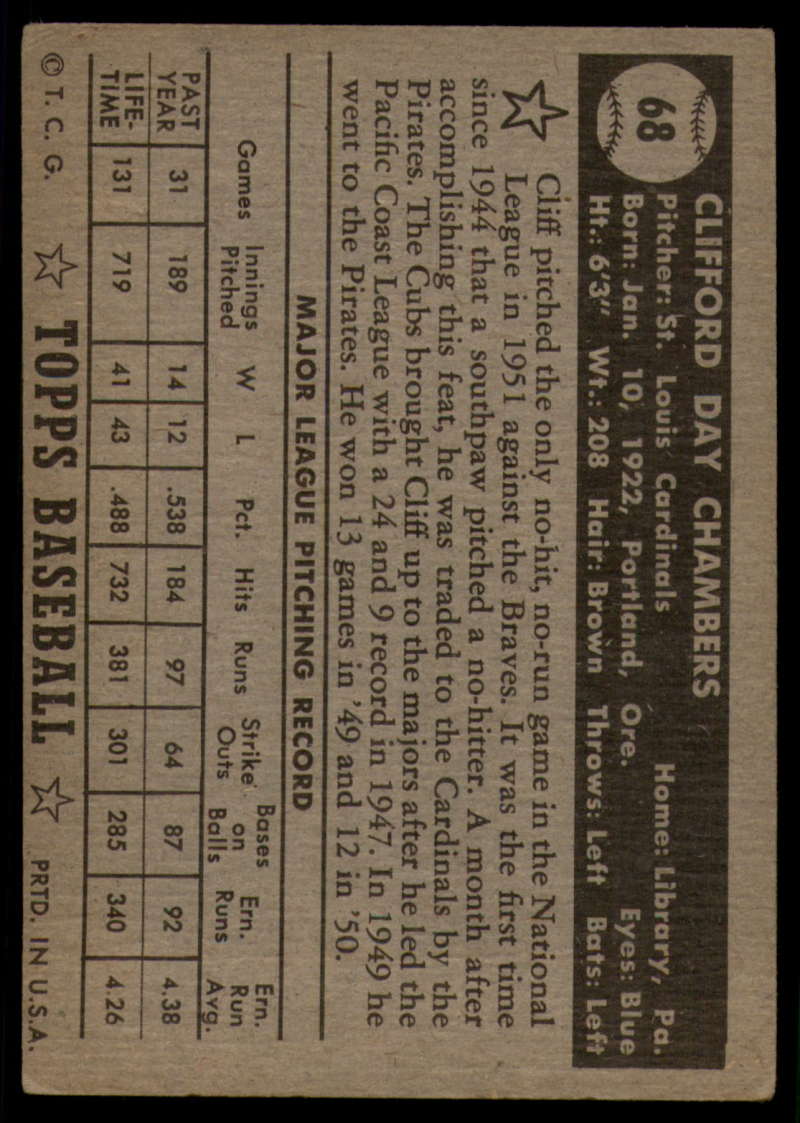 68
CLIFFORD DAY CHAMBERS
Pitcher: St. Louis Cardinals Home: Library, Pa.
Born: Jan. 10, 1922, Portland, Ore. Eyes: Blue
Ht.: 6'3" Wt.: 208 Hair: Brown Throws: Left Bats: Left
Cliff pitched the only no-hit, no-run game in the National
League in 1951 against the Braves. It was the first time
since 1944 that a southpaw pitched a no-hitter. A month after
accomplishing this feat, he was traded to the Cardinals by the
Pirates. The Cubs brought Cliff up to the majors after he led the
Pacific Coast League with a 24 and 9 record in 1947. In 1949 he
went to the Pirates. He won 13 games in '49 and 12 in '50.
MAJOR LEAGUE PITCHING RECORD
Games Innings Pitched W L Pct. Hits Runs Strike Outs Bases on Balls Ern. Runs Ern. Run Avg.
PAST YEAR 31 189 14 12 .538 184 97 64 87 92 4.38
LIFE-TIME 131 719 41 43 .488 732 381 301 285 340 4.26
© T. C. G. ☆ TOPPS BASEBALL ☆ PRTD. IN U.S.A.